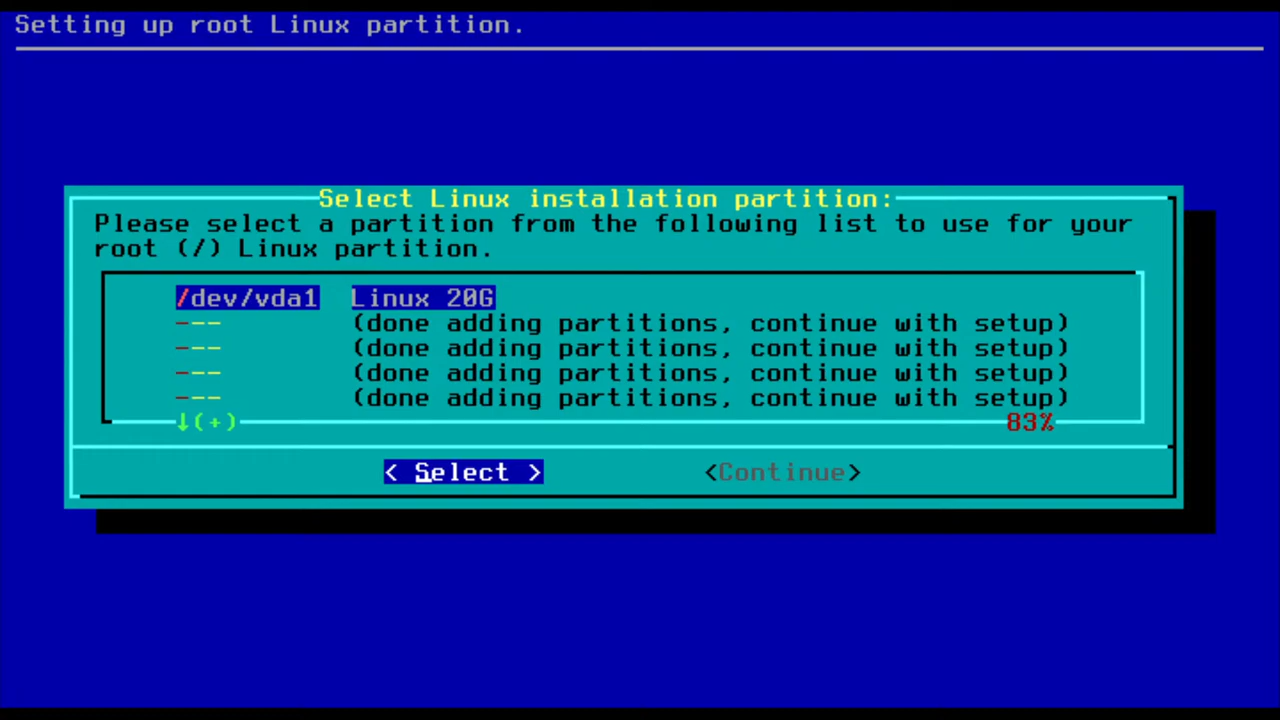 Setting up root Linux partition.
Select Linux installation partition:
Please select a partition from the following list to use for your
root (/) Linux partition.
/dev/vda1 Linux 20G
--- (done adding partitions, continue with setup)
--- (done adding partitions, continue with setup)
--- (done adding partitions, continue with setup)
--- (done adding partitions, continue with setup)
↓(+) 83%
< Select > <Continue>